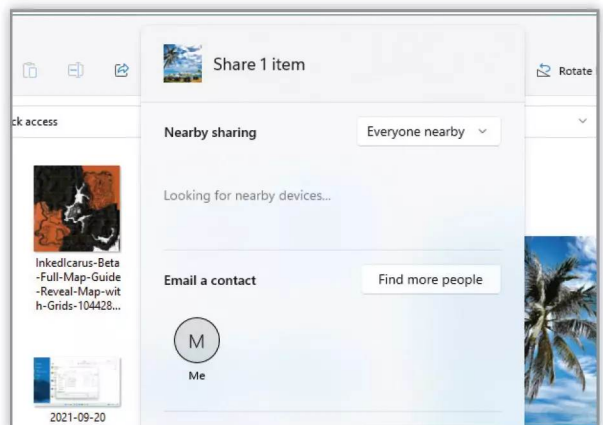 Share 1 item
Rotate
ck access
Nearby sharing
Everyone nearby
Looking for nearby devices...
InkedIcarus-Beta
-Full-Map-Guide
-Reveal-Map-wit
h-Grids-104428...
Email a contact
Find more people
M
Me
2021-09-20